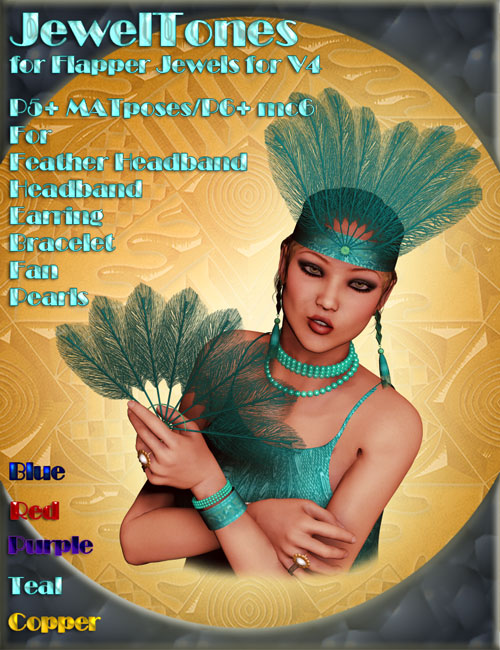 JewelTones
for Flapper Jewels for V4
P5+ MATposes/P6+ mc6
For
Feather Headband
Headband
Earring
Bracelet
Fan
Pearls
Blue
Red
Purple
Teal
Copper